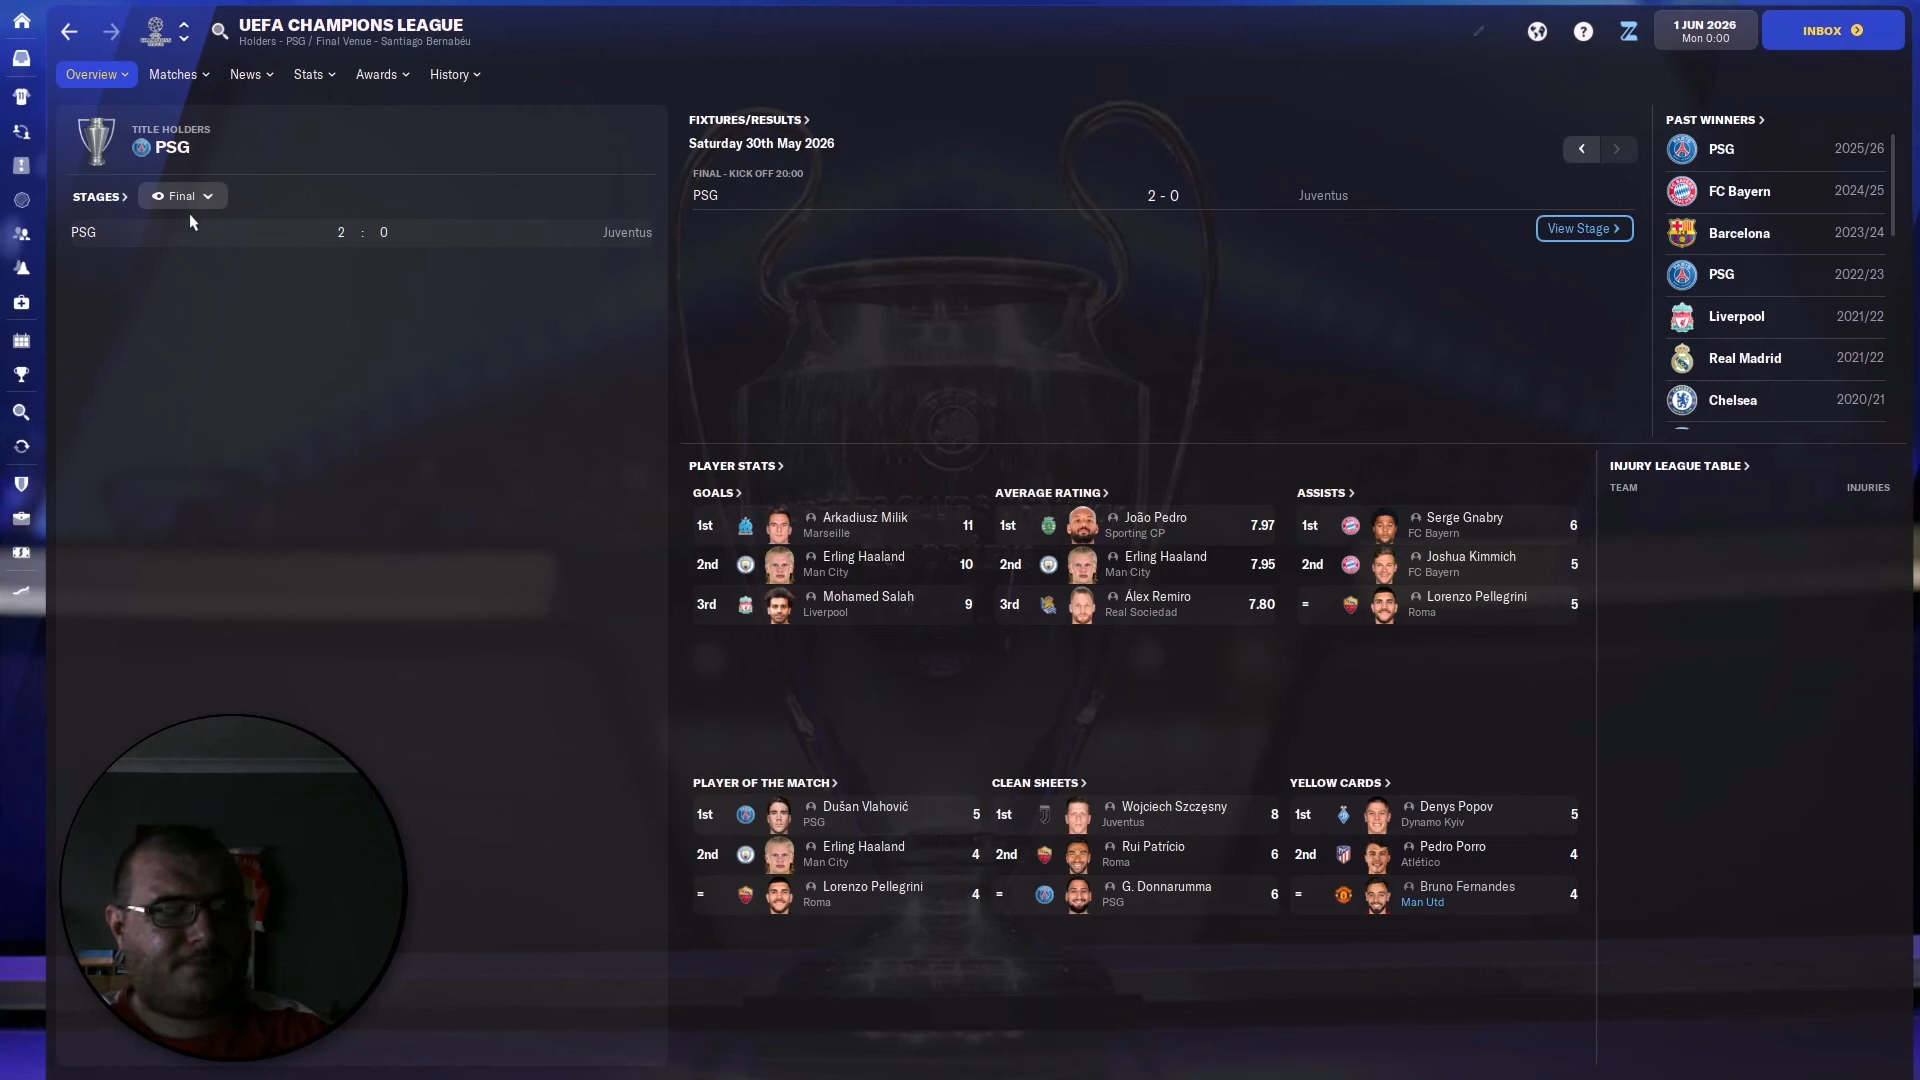 UEFA CHAMPIONS LEAGUE
Holders - PSG / Final Venue - Santiago Bernabéu
1 JUN 2026
Mon 0:00
INBOX
Overview
Matches
News
Stats
Awards
History
TITLE HOLDERS
PSG
STAGES
Final
PSG 2 : 0 Juventus
FIXTURES/RESULTS
Saturday 30th May 2026
FINAL - KICK OFF 20:00
PSG 2 - 0 Juventus
View Stage
PAST WINNERS
PSG 2025/26
FC Bayern 2024/25
Barcelona 2023/24
PSG 2022/23
Liverpool 2021/22
Real Madrid 2021/22
Chelsea 2020/21
PLAYER STATS
GOALS
1st Arkadiusz Milik 11
Marseille
2nd Erling Haaland 10
Man City
3rd Mohamed Salah 9
Liverpool
AVERAGE RATING
1st João Pedro 7.97
Sporting CP
2nd Erling Haaland 7.95
Man City
3rd Álex Remiro 7.80
Real Sociedad
ASSISTS
1st Serge Gnabry 6
FC Bayern
2nd Joshua Kimmich 5
FC Bayern
= Lorenzo Pellegrini 5
Roma
INJURY LEAGUE TABLE
TEAM INJURIES
PLAYER OF THE MATCH
1st Dušan Vlahović 5
PSG
2nd Erling Haaland 4
Man City
= Lorenzo Pellegrini 4
Roma
CLEAN SHEETS
1st Wojciech Szczęsny 8
Juventus
2nd Rui Patrício 6
Roma
= G. Donnarumma 6
PSG
YELLOW CARDS
1st Denys Popov 5
Dynamo Kyiv
2nd Pedro Porro 4
Atlético
= Bruno Fernandes 4
Man Utd